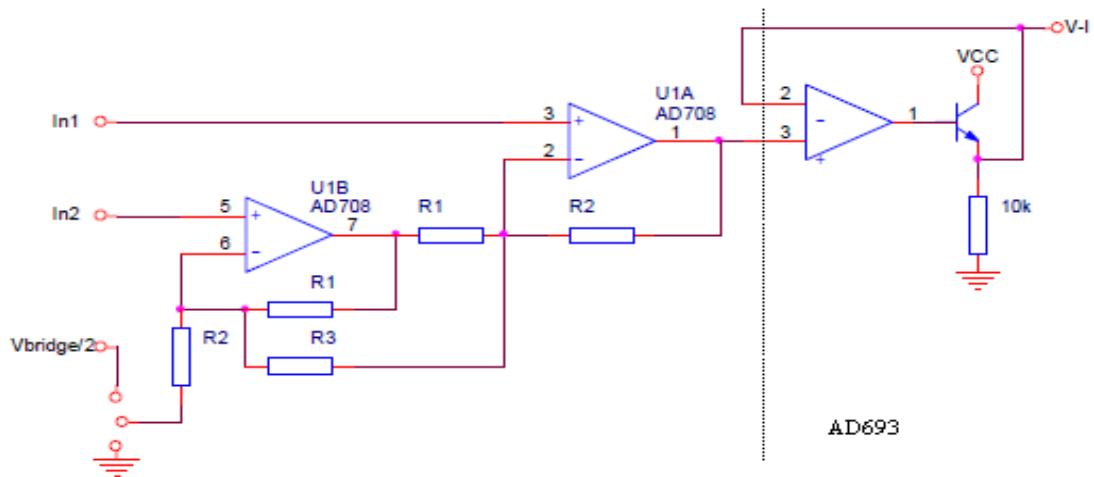 V-I
VCC
U1A
AD708
2
1
3
In1
3
1
2
U1B
AD708
In2
5
7
6
R1
R2
10k
R1
R2
R3
Vbridge/2
AD693